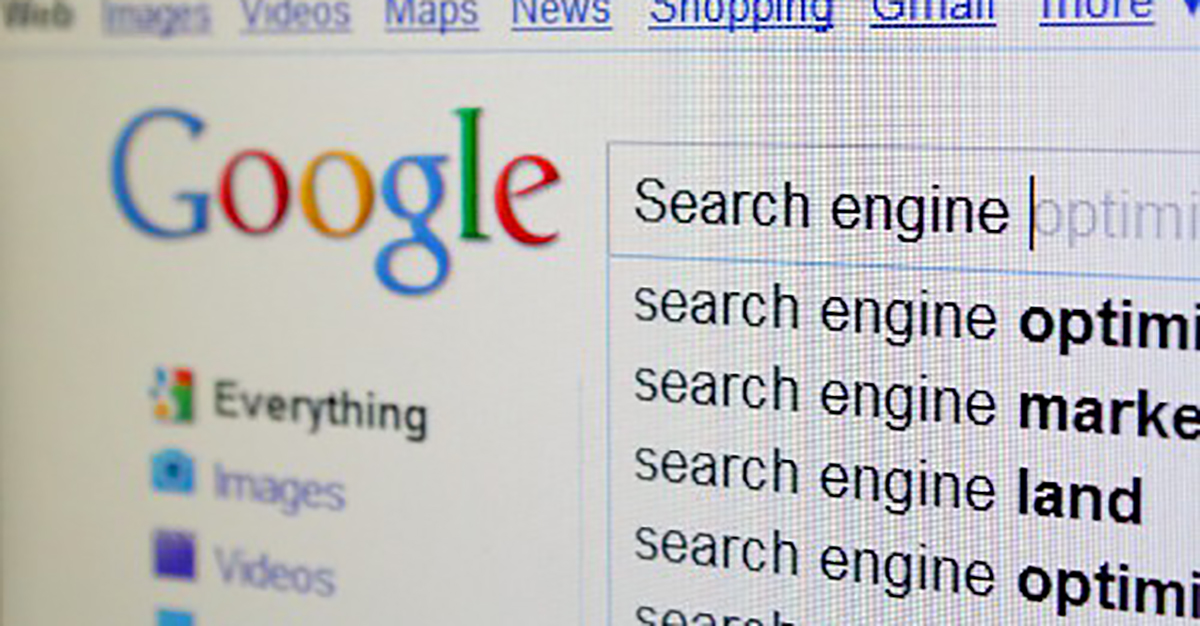 Web Images Videos Maps News Shopping Gmail more
Google
Search engine optimi
search engine optimi
search engine marke
search engine land
search engine optimi
Everything
Images
Videos